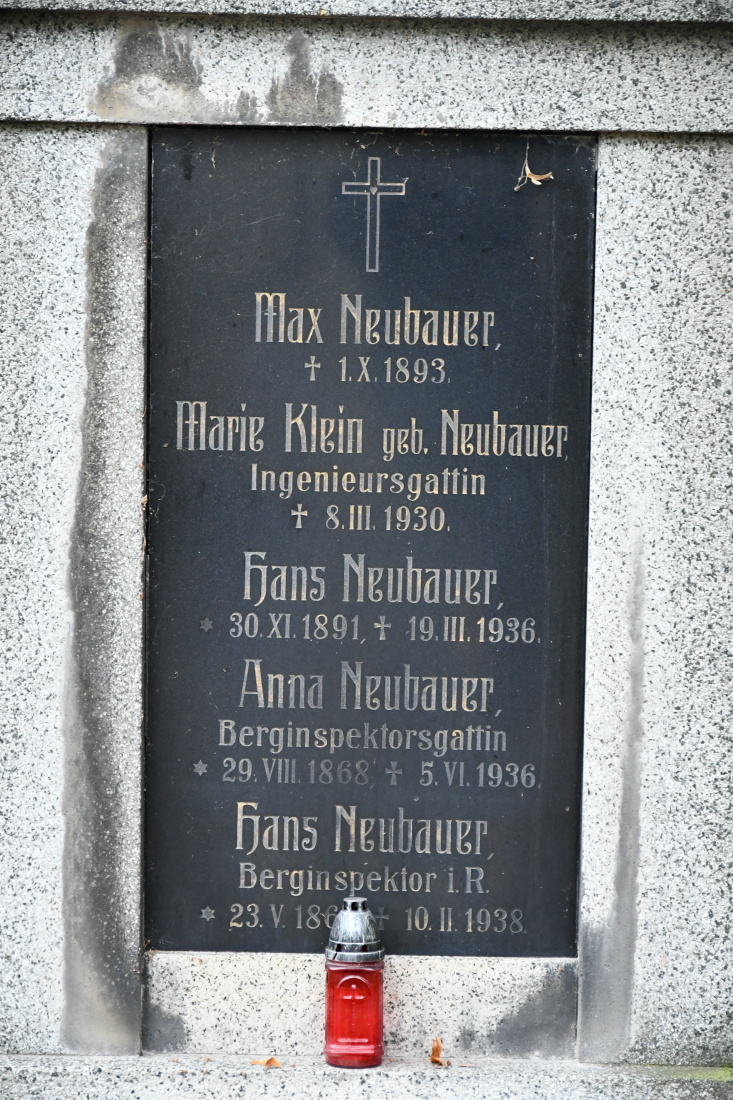 Max Neubauer,
✝ 1.X.1893.
Marie Klein geb. Neubauer,
Ingenieursgattin
✝ 8.III.1930.
Hans Neubauer,
* 30.XI.1891, ✝ 19.III.1936.
Anna Neubauer,
Berginspektorsgattin
* 29.VIII.1868, ✝ 5.VI.1936.
Hans Neubauer,
Berginspektor i.R.
* 23.V. ✝ 10.II.1938.